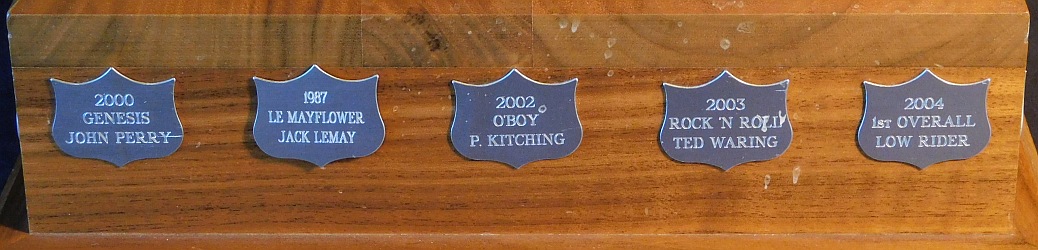 2000
GENESIS
JOHN PERRY
1987
LE MAYFLOWER
JACK LEMAY
2002
O'BOY
P. KITCHING
2003
ROCK 'N ROLL
TED WARING
2004
1st OVERALL
LOW RIDER